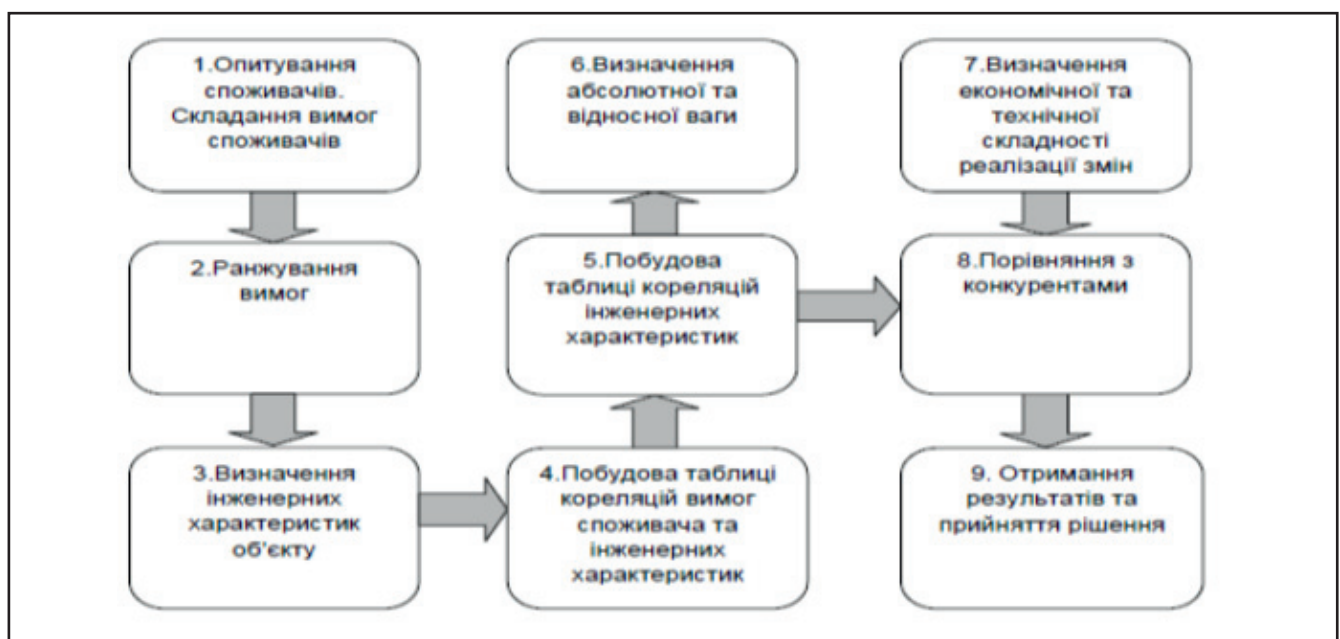 1.Опитування
споживачів.
Складання вимог
споживачів
2.Ранжування
вимог
3.Визначення
інженерних
характеристик
об'єкту
4.Побудова таблиці
кореляцій вимог
споживача та
інженерних
характеристик
5.Побудова
таблиці кореляцій
інженерних
характеристик
6.Визначення
абсолютної та
відносної ваги
7.Визначення
економічної та
технічної
складності
реалізації змін
8.Порівняння з
конкурентами
9. Отримання
результатів та
прийняття рішення